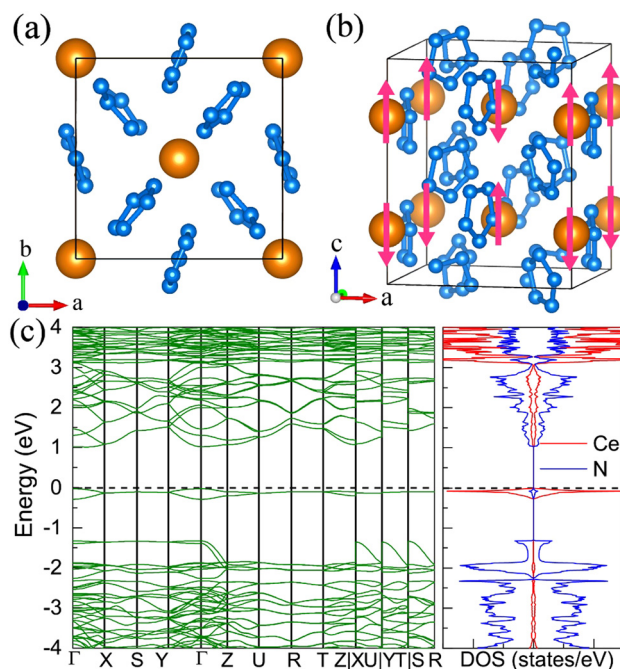 (a)
(b)
b
a
c
a
(c)
4
3
2
1
0
-1
-2
-3
-4
Energy (eV)
Ce
N
Γ X S Y Γ Z U R T Z|XU|YT|S R
DOS (states/eV)